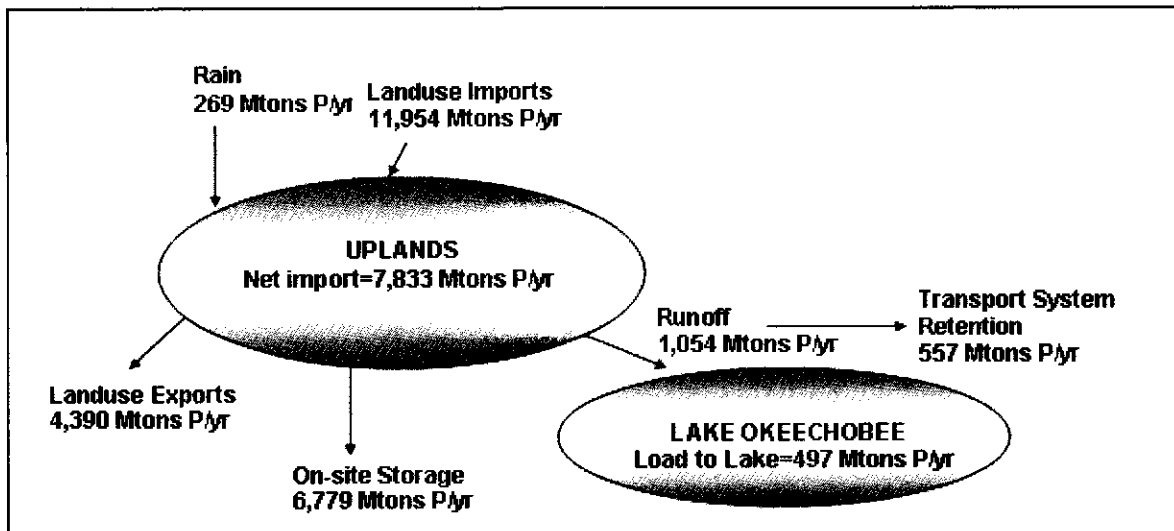 Rain
269 Mtons P/yr
Landuse Imports
11,954 Mtons P/yr
UPLANDS
Net import=7,833 Mtons P/yr
Runoff
1,054 Mtons P/yr
Transport System
Retention
557 Mtons P/yr
Landuse Exports
4,390 Mtons P/yr
LAKE OKEECHOBEE
Load to Lake=497 Mtons P/yr
On-site Storage
6,779 Mtons P/yr